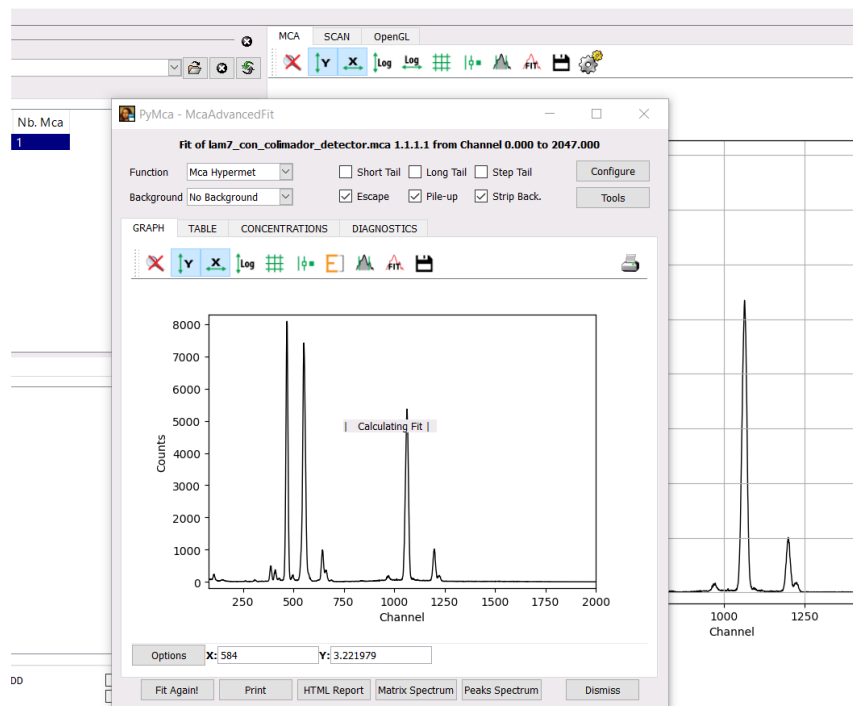 MCA SCAN OpenGL
Log Log FIT
Nb. Mca
1
PyMca - McaAdvancedFit
Fit of lam7_con_colimador_detector.mca 1.1.1.1 from Channel 0.000 to 2047.000
Function Mca Hypermet Short Tail Long Tail Step Tail Configure
Background No Background Escape Pile-up Strip Back. Tools
GRAPH TABLE CONCENTRATIONS DIAGNOSTICS
Y X Log FIT
8000
7000
6000
5000
4000
3000
2000
1000
0
Counts
| Calculating Fit |
250 500 750 1000 1250 1500 1750 2000
Channel
1000 1250
Channel
Options X: 584 Y: 3.221979
DD
Fit Again! Print HTML Report Matrix Spectrum Peaks Spectrum Dismiss